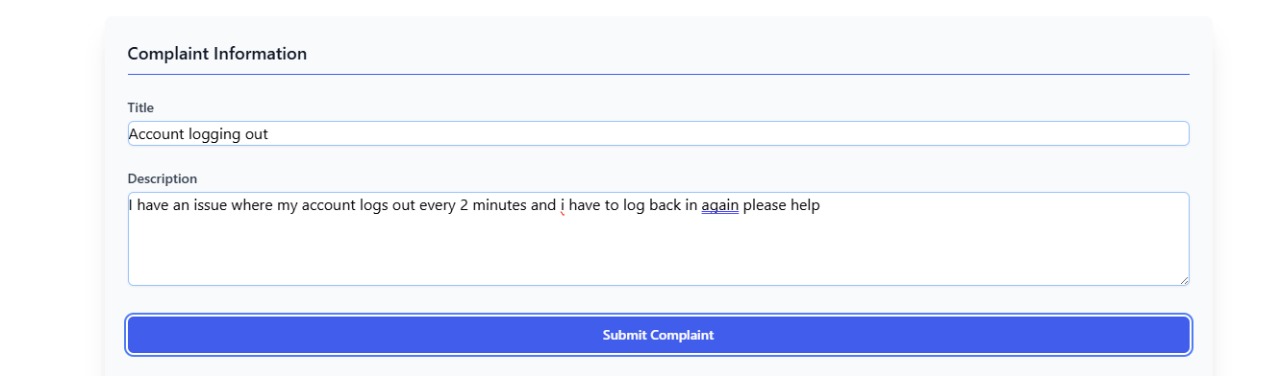 Complaint Information
Title
Account logging out
Description
I have an issue where my account logs out every 2 minutes and i have to log back in again please help
Submit Complaint